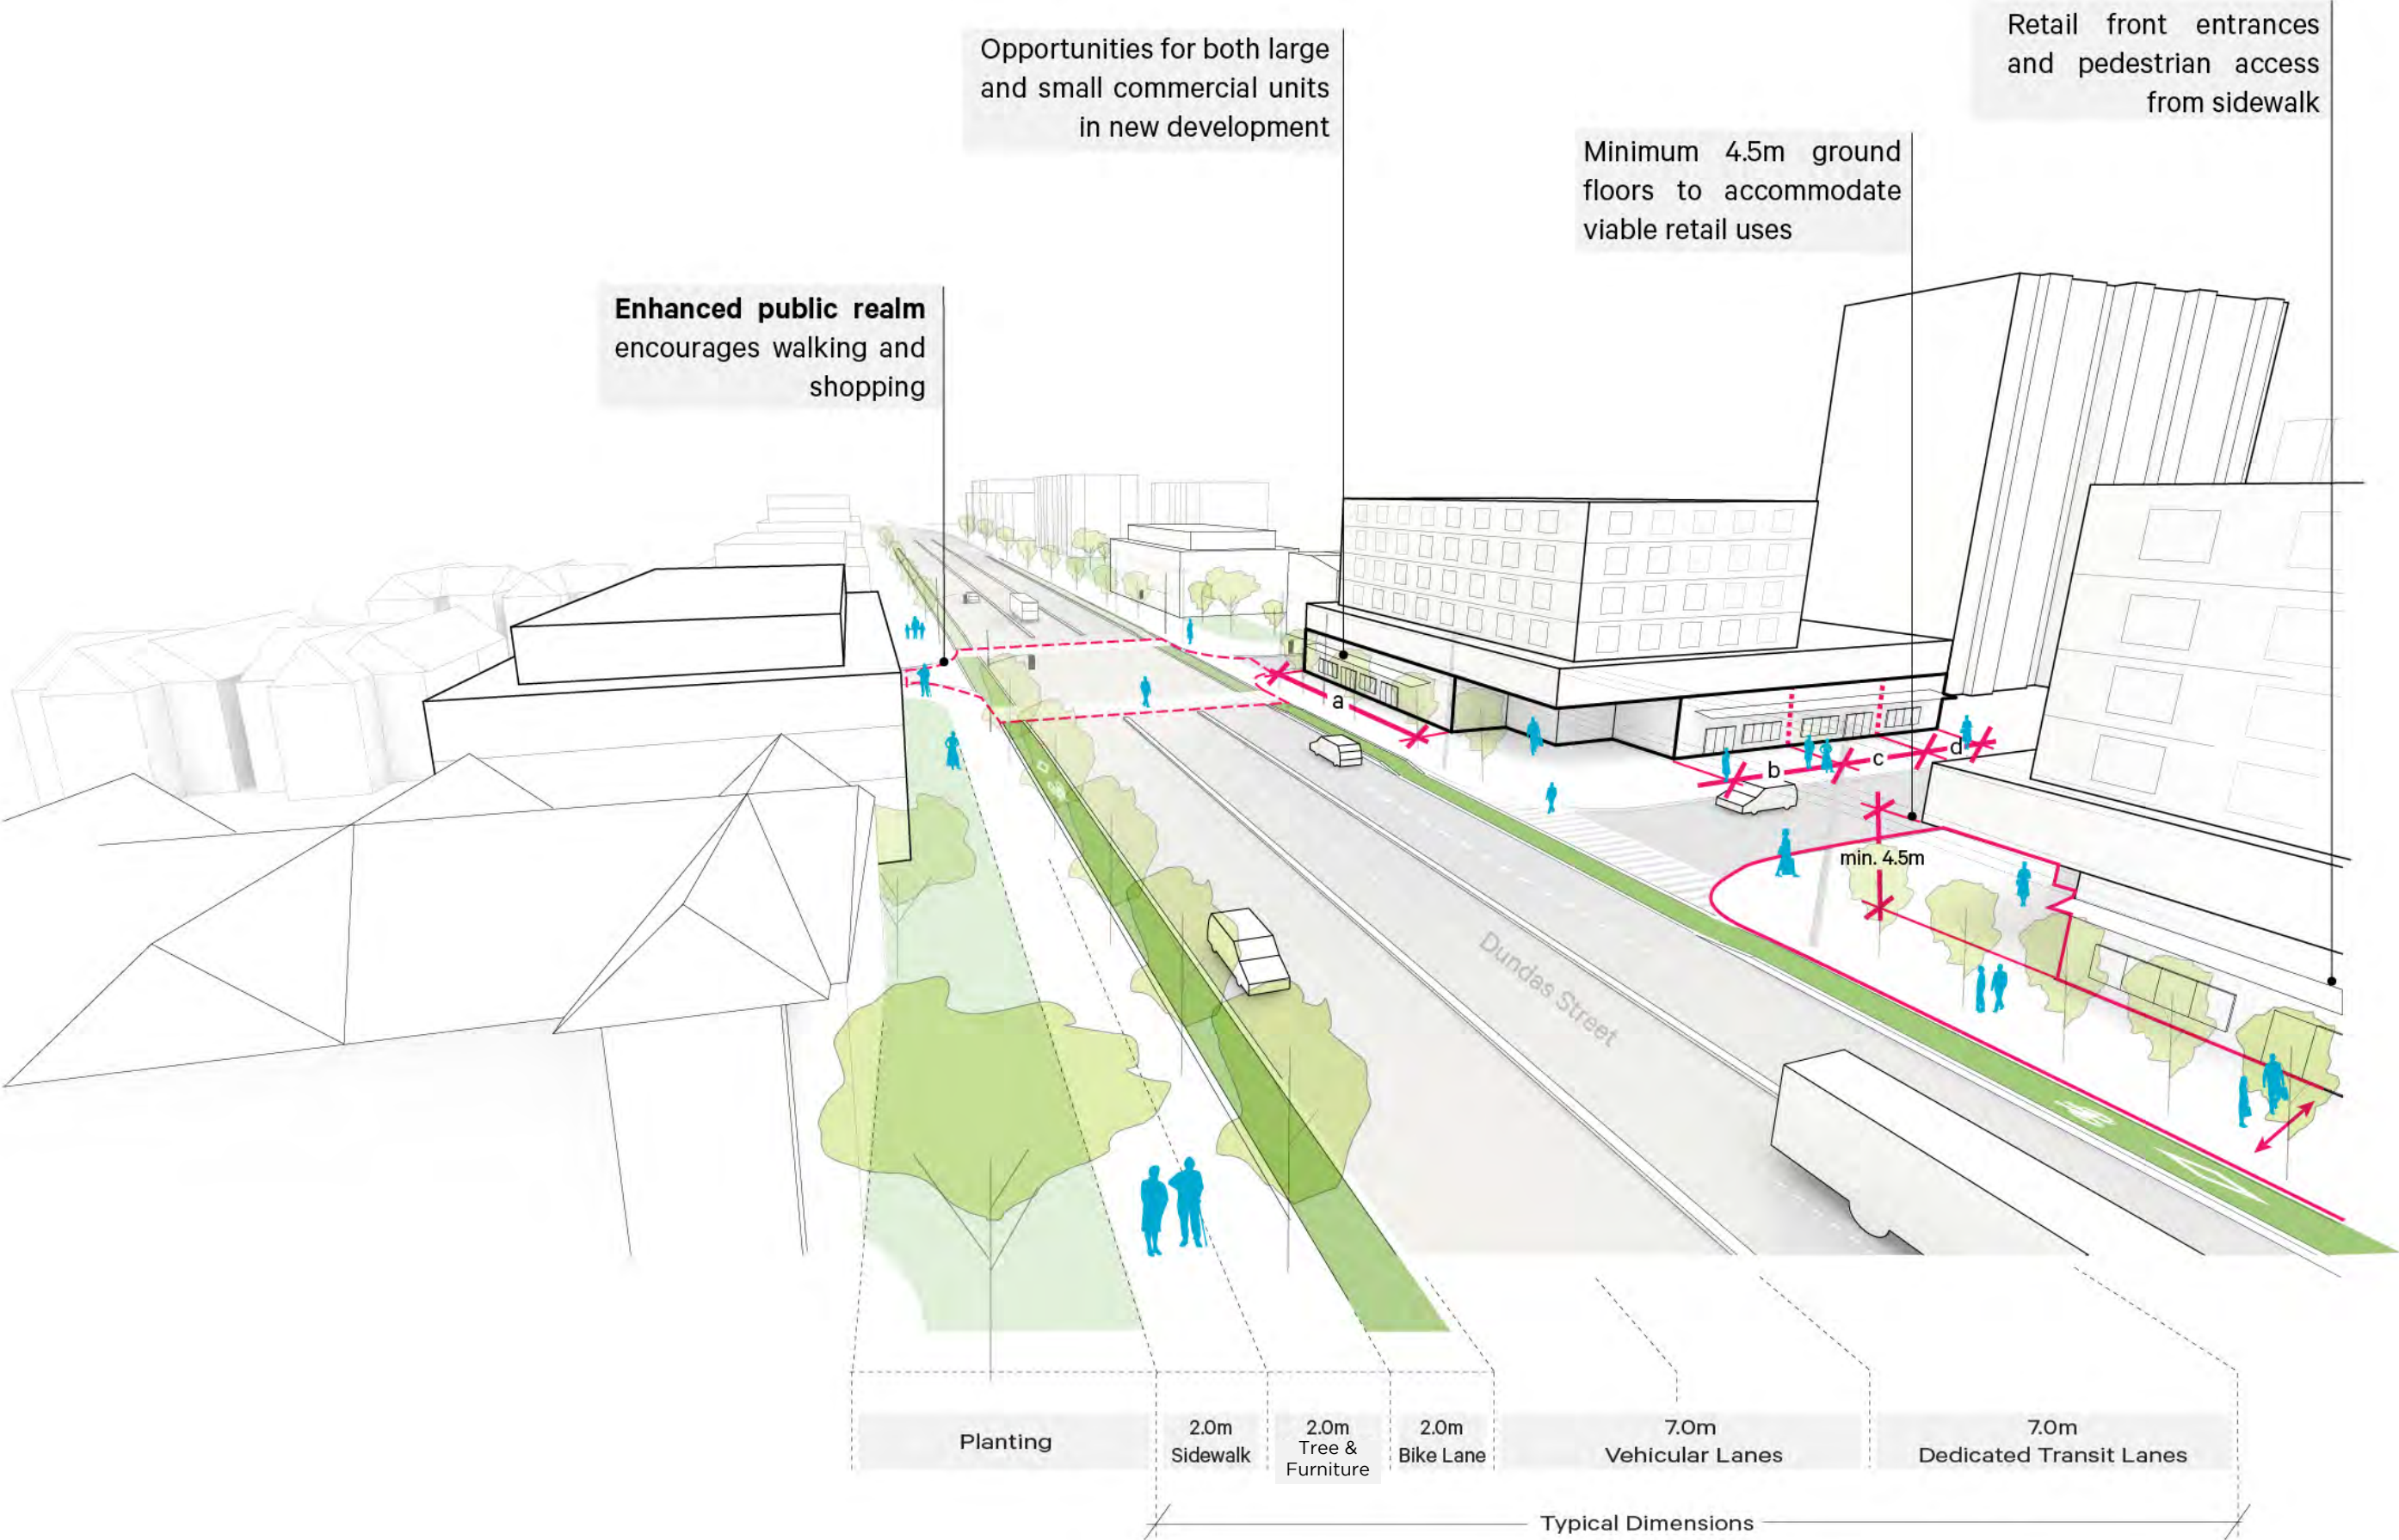 Retail front entrances
and pedestrian access
from sidewalk
Opportunities for both large
and small commercial units
in new development
Minimum 4.5m ground
floors to accommodate
viable retail uses
Enhanced public realm
encourages walking and
shopping
a
b
c
d
min. 4.5m
Dundas Street
Planting
2.0m
Sidewalk
2.0m
Tree &
Furniture
2.0m
Bike Lane
7.0m
Vehicular Lanes
7.0m
Dedicated Transit Lanes
Typical Dimensions